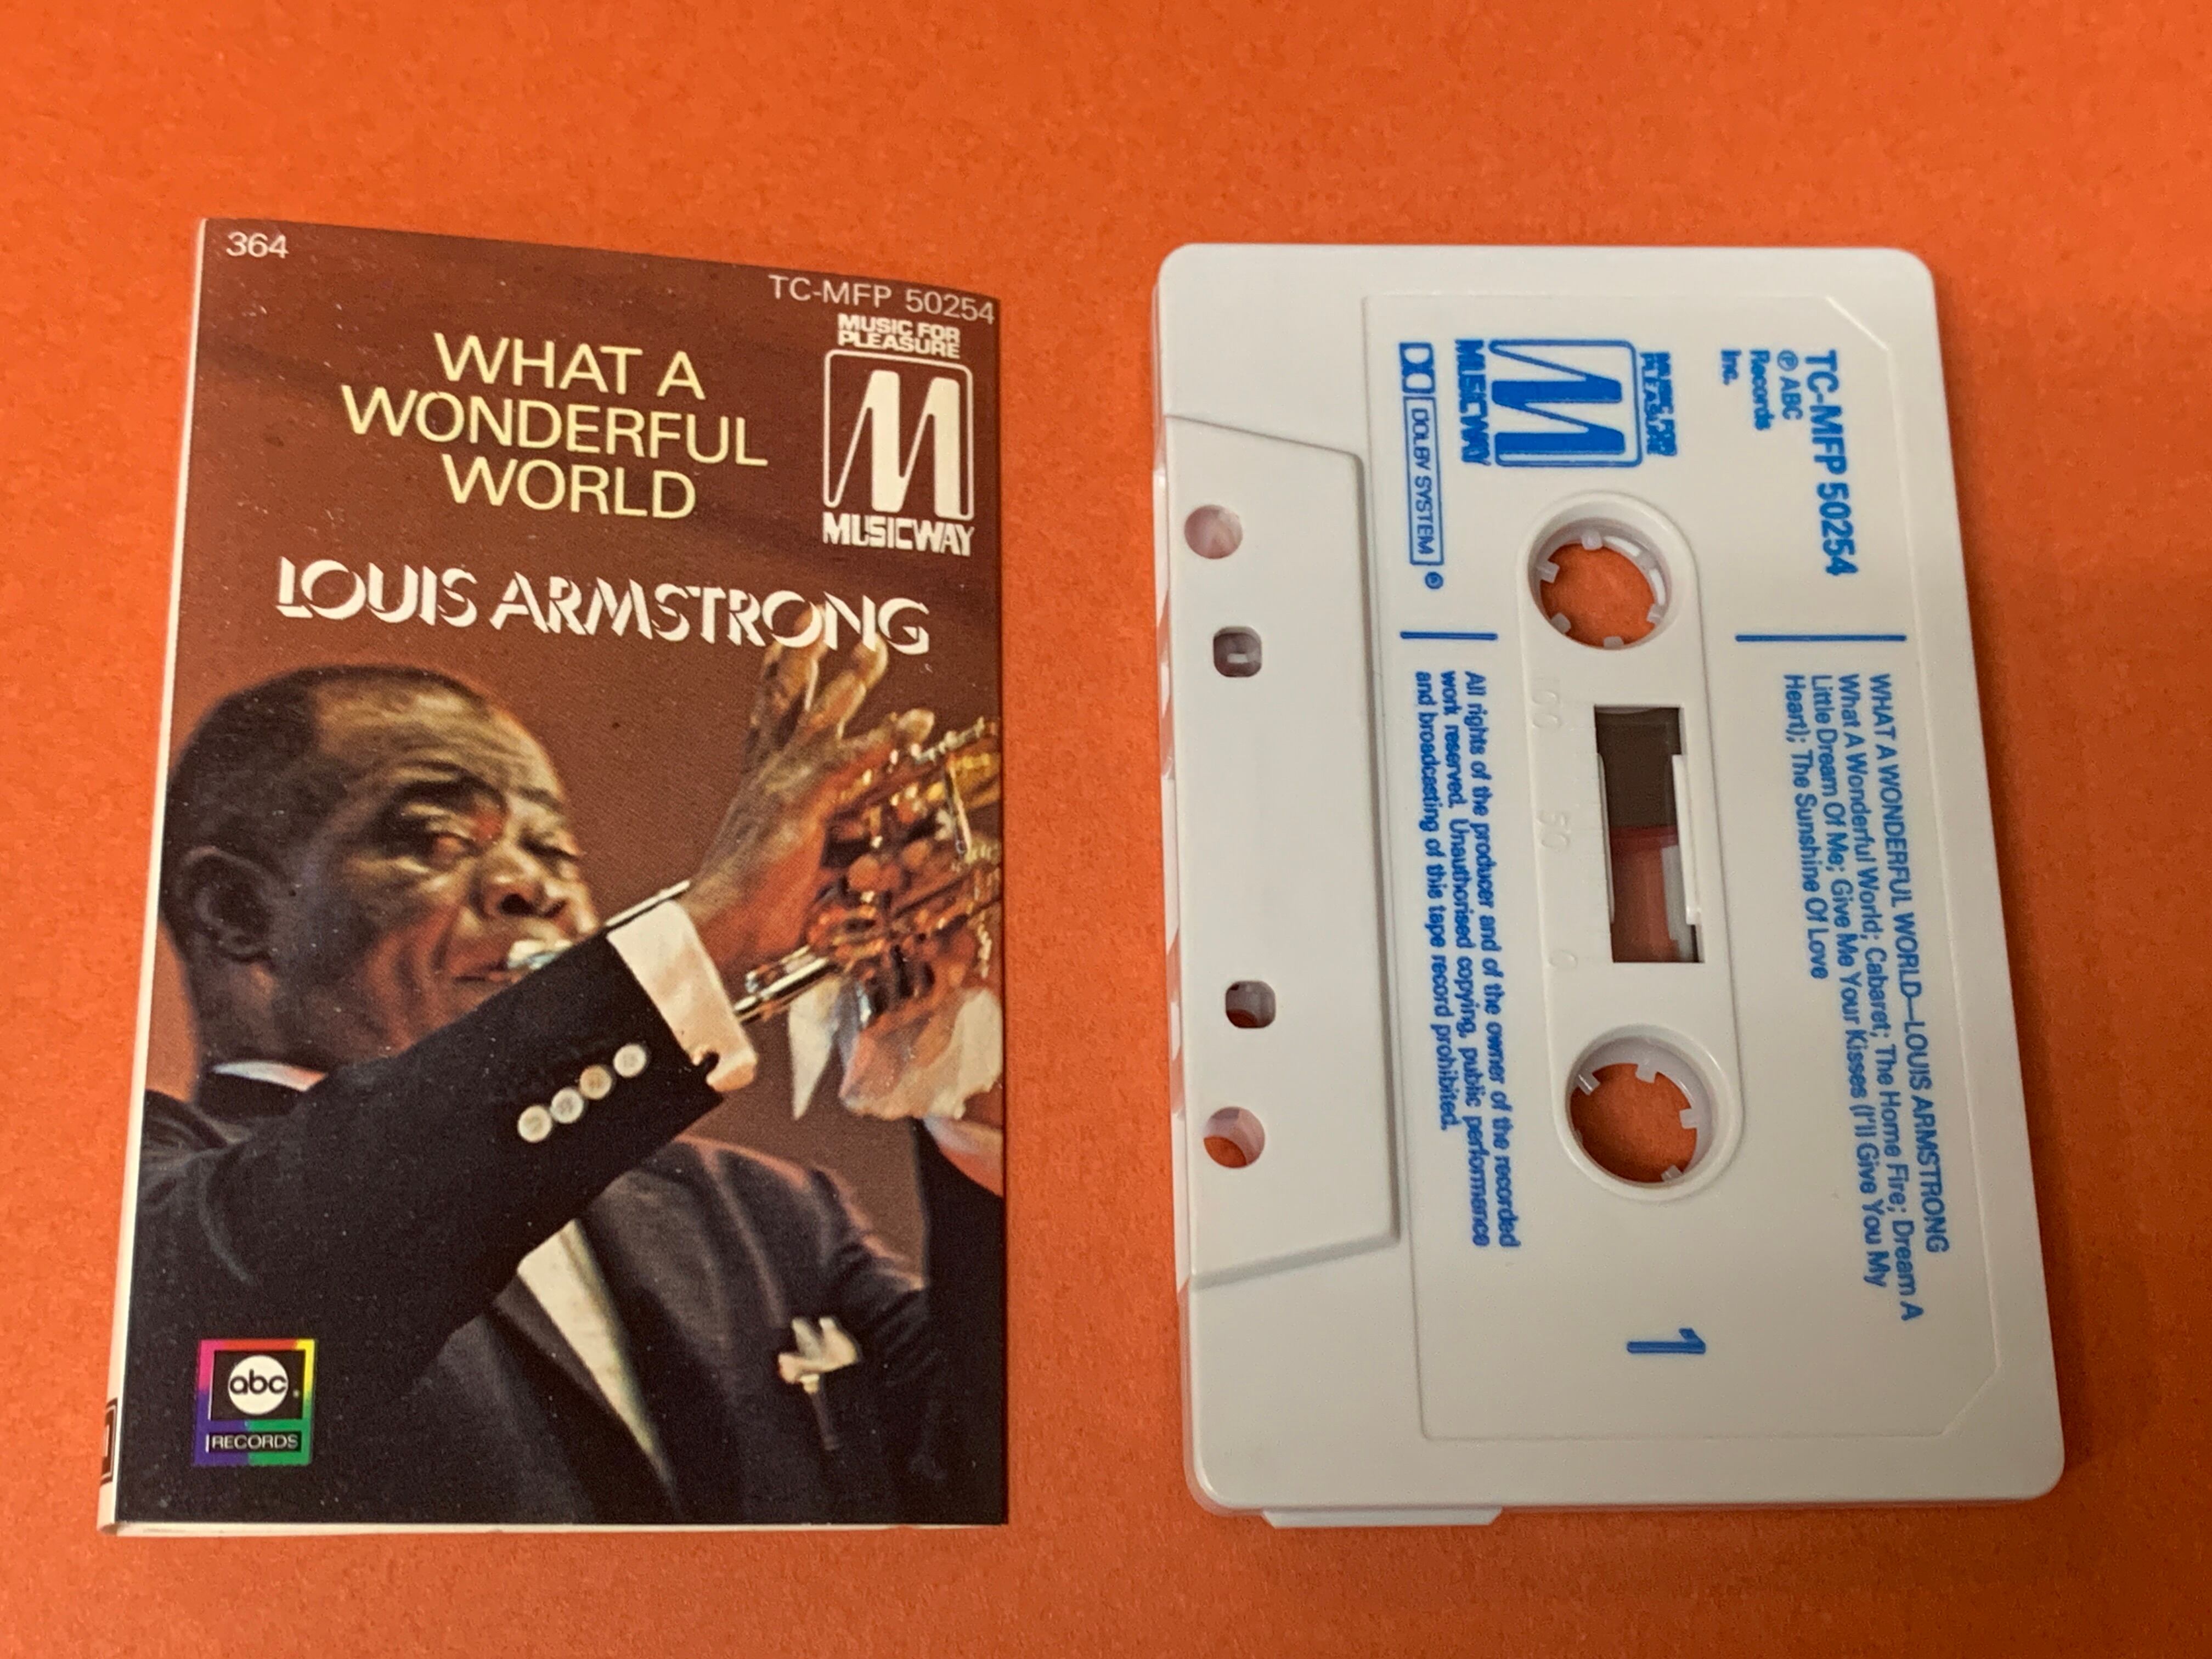 364
TC-MFP 50254
MUSIC FOR
PLEASURE
MUSICWAY
WHAT A
WONDERFUL
WORLD
LOUIS ARMSTRONG
abc
RECORDS
TC-MFP 50254
℗ ABC
Records
Inc.
MUSIC FOR
PLEASURE
MUSICWAY
DOLBY SYSTEM ®
WHAT A WONDERFUL WORLD—LOUIS ARMSTRONG
What A Wonderful World; Cabaret; The Home Fire; Dream A
Little Dream Of Me; Give Me Your Kisses (I'll Give You My
Heart); The Sunshine Of Love
100 50 0
All rights of the producer and of the owner of the recorded
work reserved. Unauthorised copying, public performance
and broadcasting of this tape record prohibited.
1